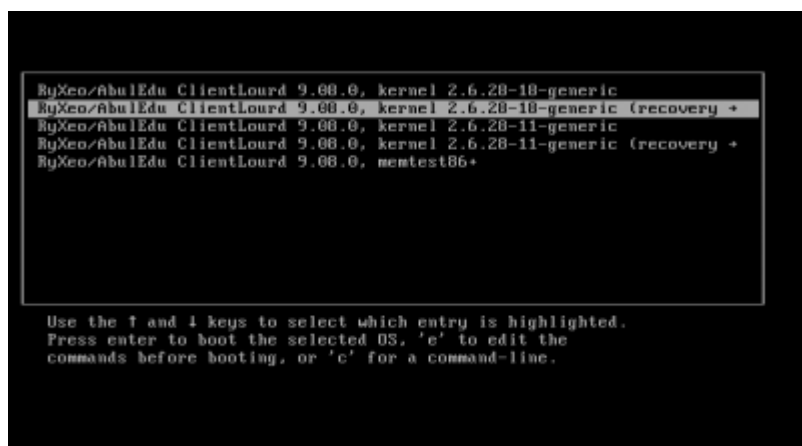 RyXeo/AbulEdu ClientLourd 9.08.0, kernel 2.6.28-18-generic
RyXeo/AbulEdu ClientLourd 9.08.0, kernel 2.6.28-18-generic (recovery →
RyXeo/AbulEdu ClientLourd 9.08.0, kernel 2.6.28-11-generic
RyXeo/AbulEdu ClientLourd 9.08.0, kernel 2.6.28-11-generic (recovery →
RyXeo/AbulEdu ClientLourd 9.08.0, memtest86+
Use the ↑ and ↓ keys to select which entry is highlighted.
Press enter to boot the selected OS, 'e' to edit the
commands before booting, or 'c' for a command-line.